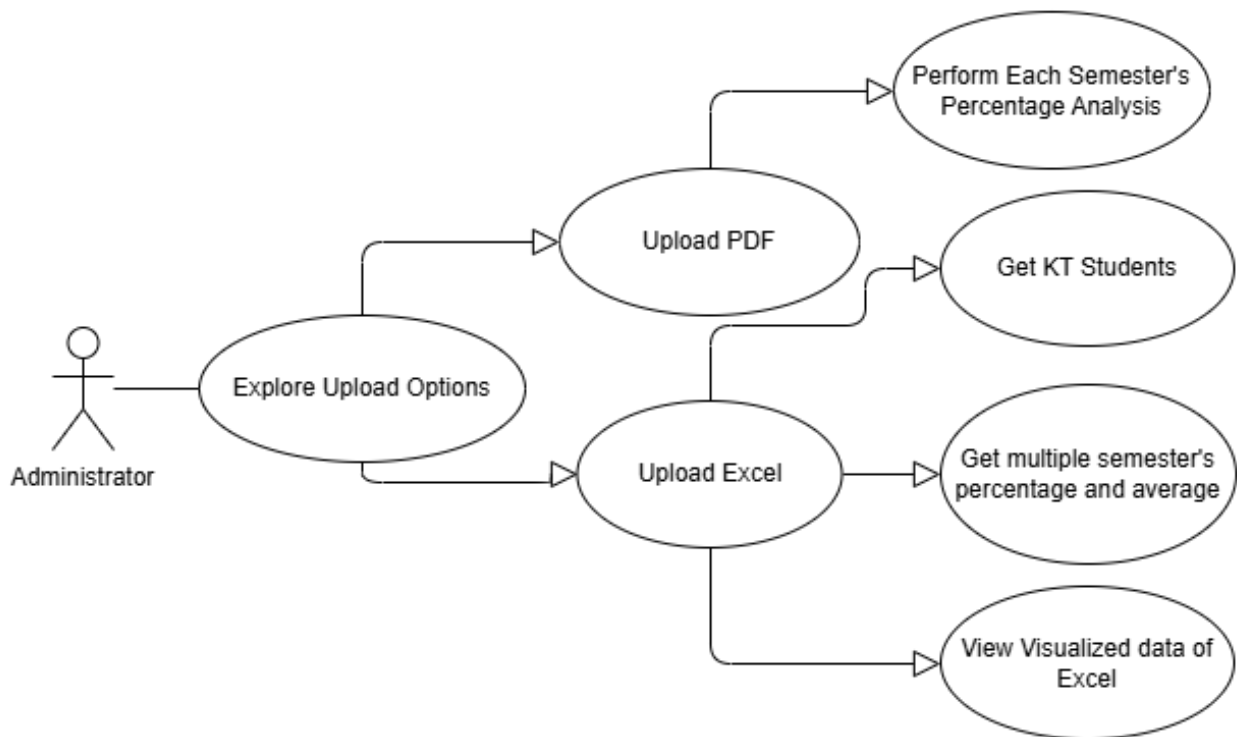 Perform Each Semester's
Percentage Analysis
Upload PDF
Get KT Students
Explore Upload Options
Administrator
Upload Excel
Get multiple semester's
percentage and average
View Visualized data of
Excel